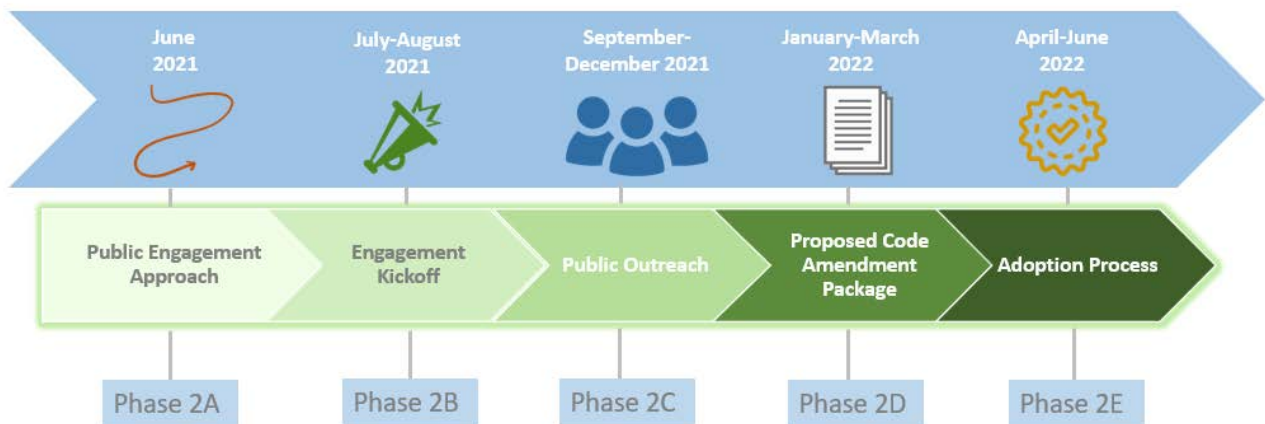 June
2021
July-August
2021
September-
December 2021
January-March
2022
April-June
2022
Public Engagement
Approach
Engagement
Kickoff
Public Outreach
Proposed Code
Amendment
Package
Adoption Process
Phase 2A
Phase 2B
Phase 2C
Phase 2D
Phase 2E